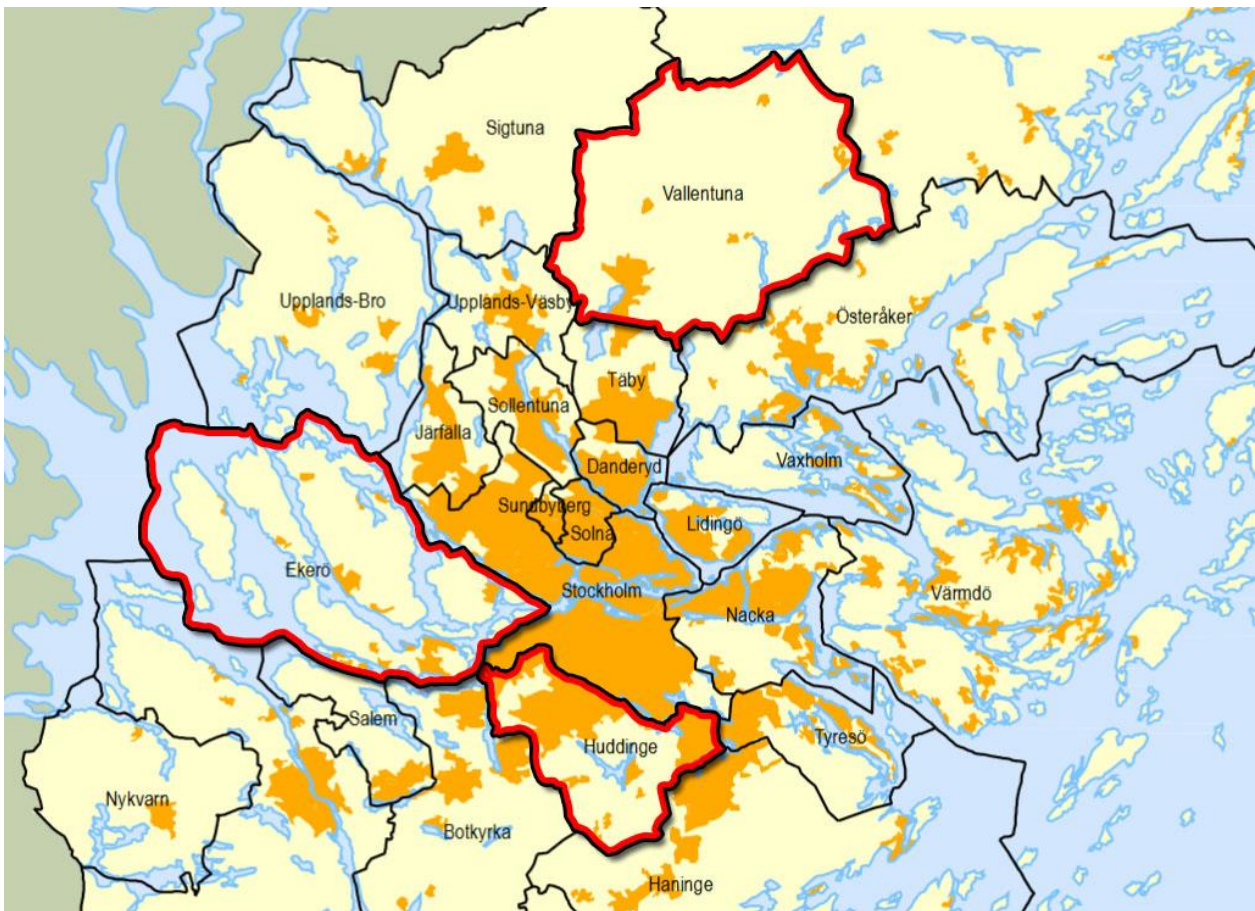 Sigtuna
Vallentuna
Upplands-Bro
Upplands-Väsby
Österåker
Täby
Sollentuna
Järfälla
Danderyd
Vaxholm
Sundbyberg
Lidingö
Solna
Ekerö
Stockholm
Värmdö
Nacka
Salem
Huddinge
Tyresö
Nykvarn
Botkyrka
Haninge